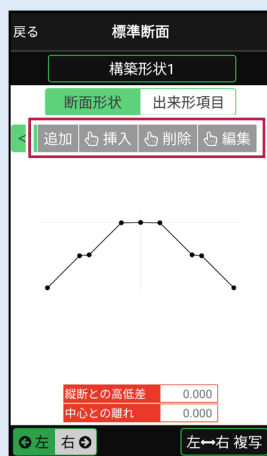 戻る 標準断面
構築形状1
断面形状 出来形項目
< 追加 挿入 削除 編集
縦断との高低差 0.000
中心との離れ 0.000
左 右 左↔右 複写